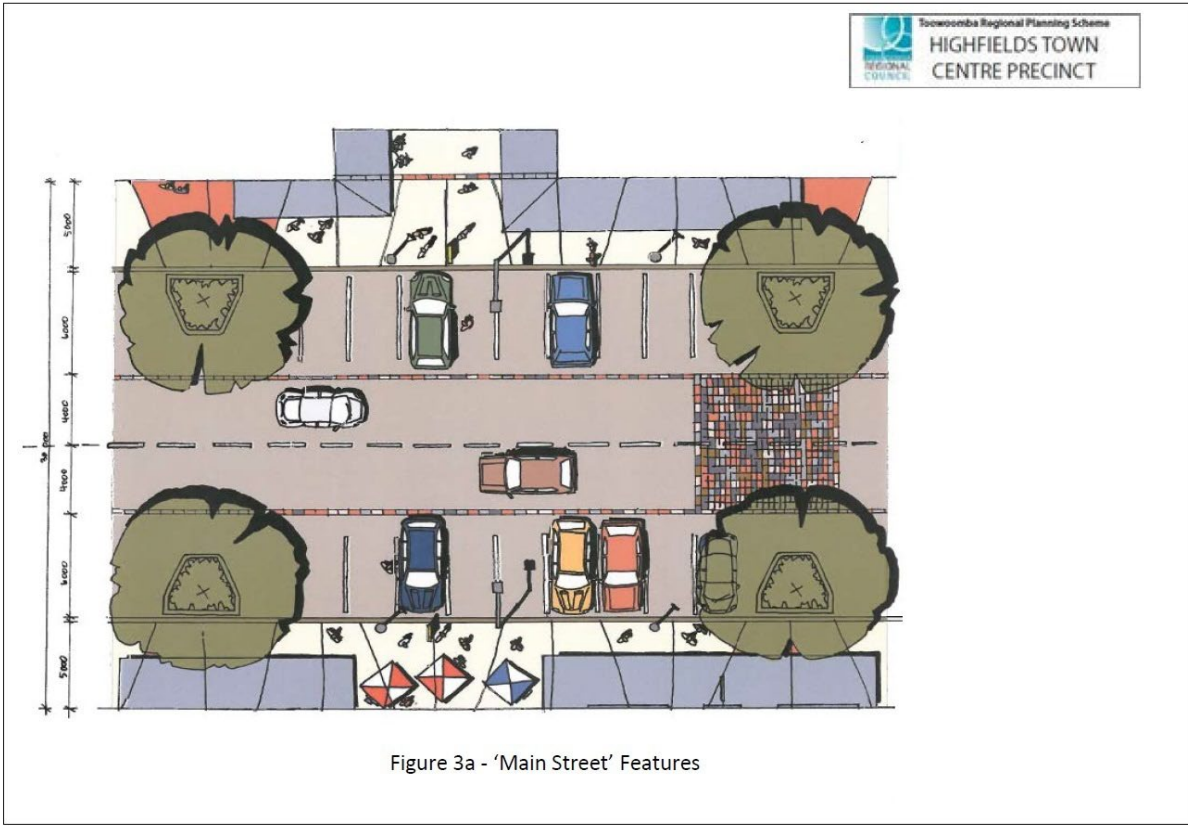 Toowoomba Regional Planning Scheme
HIGHFIELDS TOWN
CENTRE PRECINCT
REGIONAL
COUNCIL
5000
6000
4000
4000
6000
5000
Figure 3a - ‘Main Street’ Features